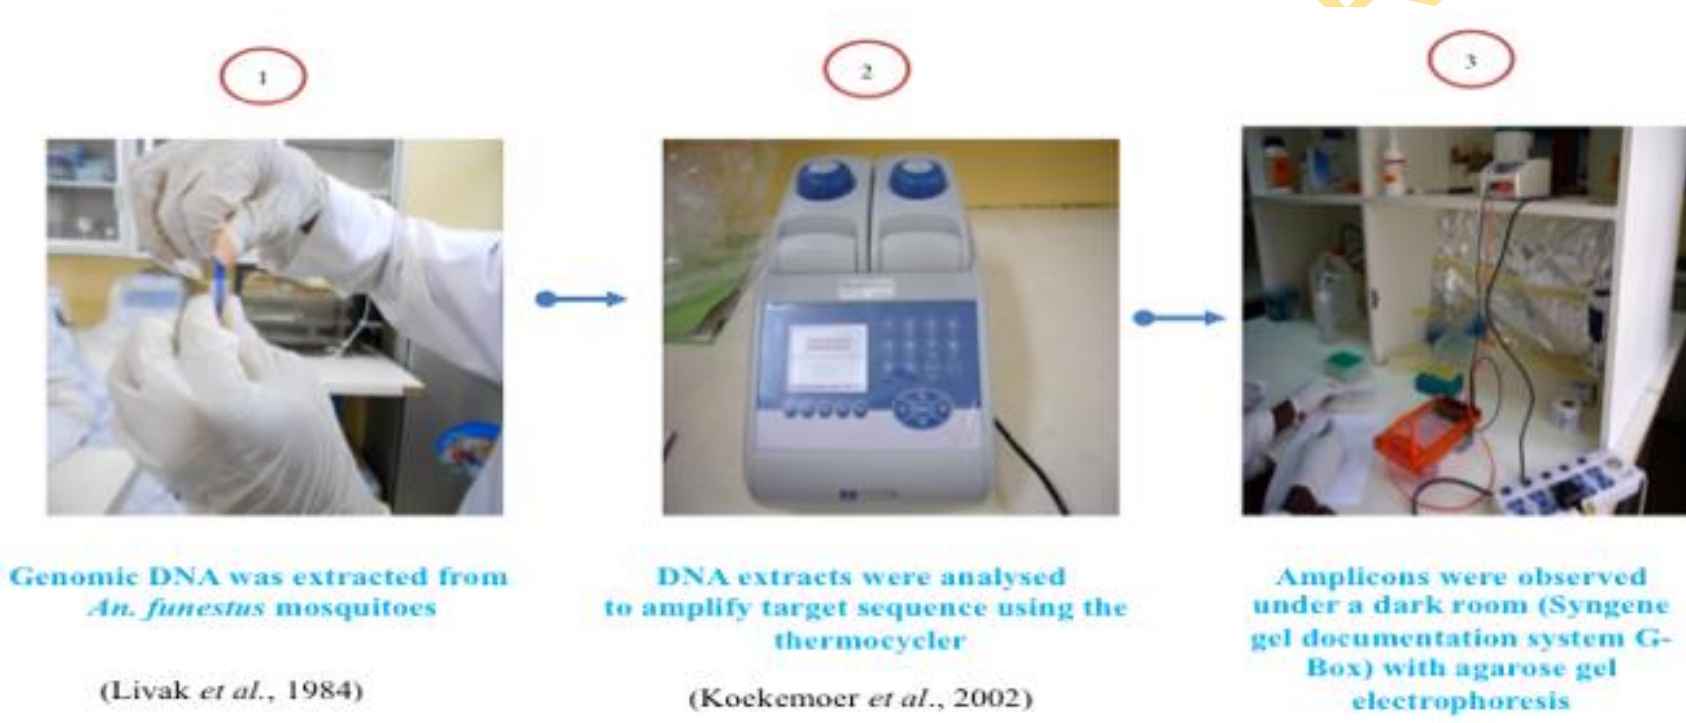 1
2
3
Genomic DNA was extracted from
An. funestus mosquitoes
(Livak et al., 1984)
DNA extracts were analysed
to amplify target sequence using the
thermocycler
(Koekemoer et al., 2002)
Amplicons were observed
under a dark room (Syngene
gel documentation system G-
Box) with agarose gel
electrophoresis